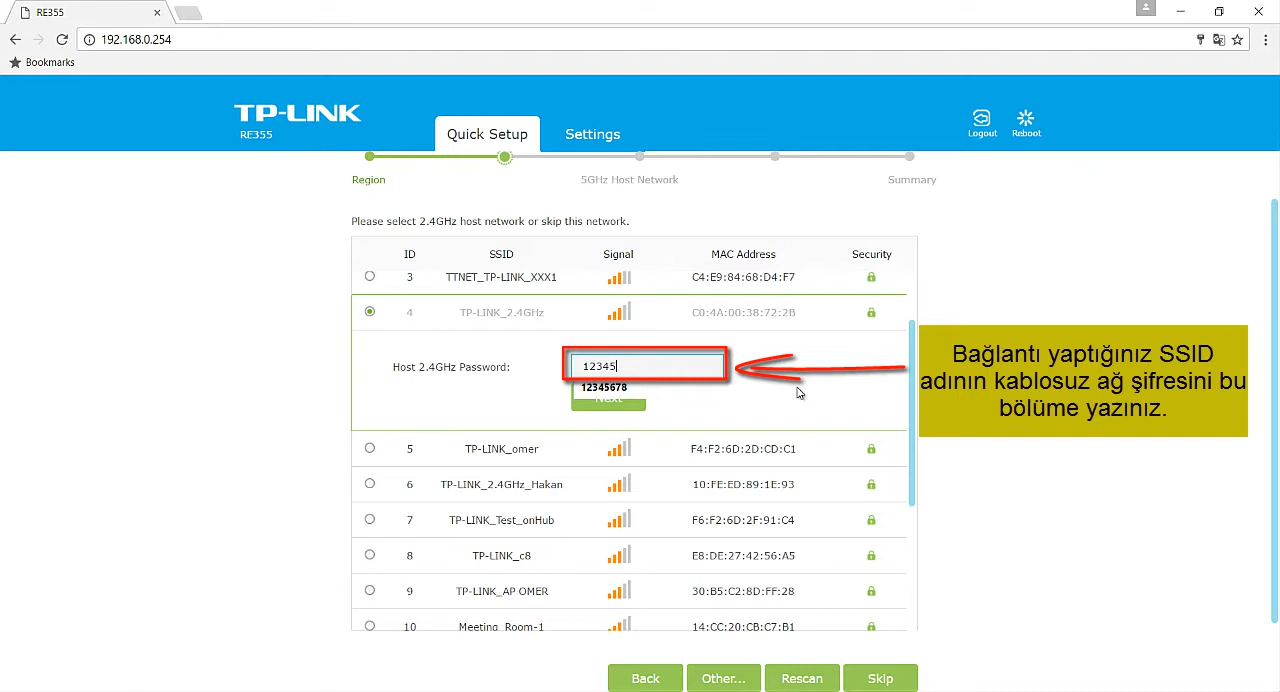 RE355
192.168.0.254
Bookmarks
TP-LINK
RE355
Quick Setup
Settings
Logout
Reboot
Region
5GHz Host Network
Summary
Please select 2.4GHz host network or skip this network.
ID SSID Signal MAC Address Security
3 TTNET_TP-LINK_XXX1 C4:E9:84:68:D4:F7
4 TP-LINK_2.4GHz C0:4A:00:38:72:2B
Host 2.4GHz Password: 12345
12345678
Next
Bağlantı yaptığınız SSID
adının kablosuz ağ şifresini bu
bölüme yazınız.
5 TP-LINK_omer F4:F2:6D:2D:CD:C1
6 TP-LINK_2.4GHz_Hakan 10:FE:ED:89:1E:93
7 TP-LINK_Test_onHub F6:F2:6D:2F:91:C4
8 TP-LINK_c8 E8:DE:27:42:56:A5
9 TP-LINK_AP OMER 30:B5:C2:8D:FF:28
10 Meeting_Room-1 14:CC:20:CB:C7:B1
Back Other... Rescan Skip